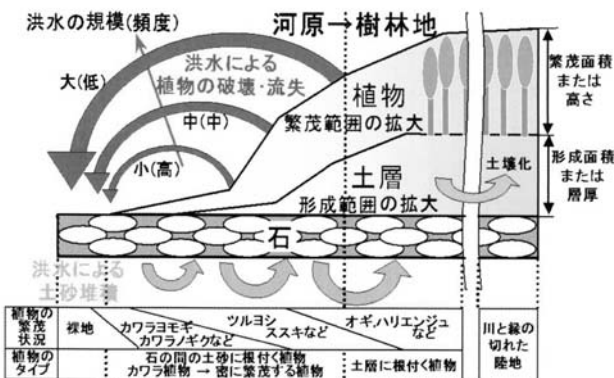 洪水の規模(頻度)
河原→樹林地
大(低)
洪水による
植物の破壊・流失
中(中)
小(高)
植物
繁茂範囲の拡大
繁茂面積
または
高さ
土壌化
土層
形成範囲の拡大
形成面積
または
層厚
石
洪水による
土砂堆積
植物の
繁茂
状況
裸地
カワラヨモギ
カワラノギクなど
ツルヨシ
ススキなど
オギ,ハリエンジュ
など
川と縁の
切れた
陸地
植物の
タイプ
石の間の土砂に根付く植物
カワラ植物 → 密に繁茂する植物
土層に根付く植物